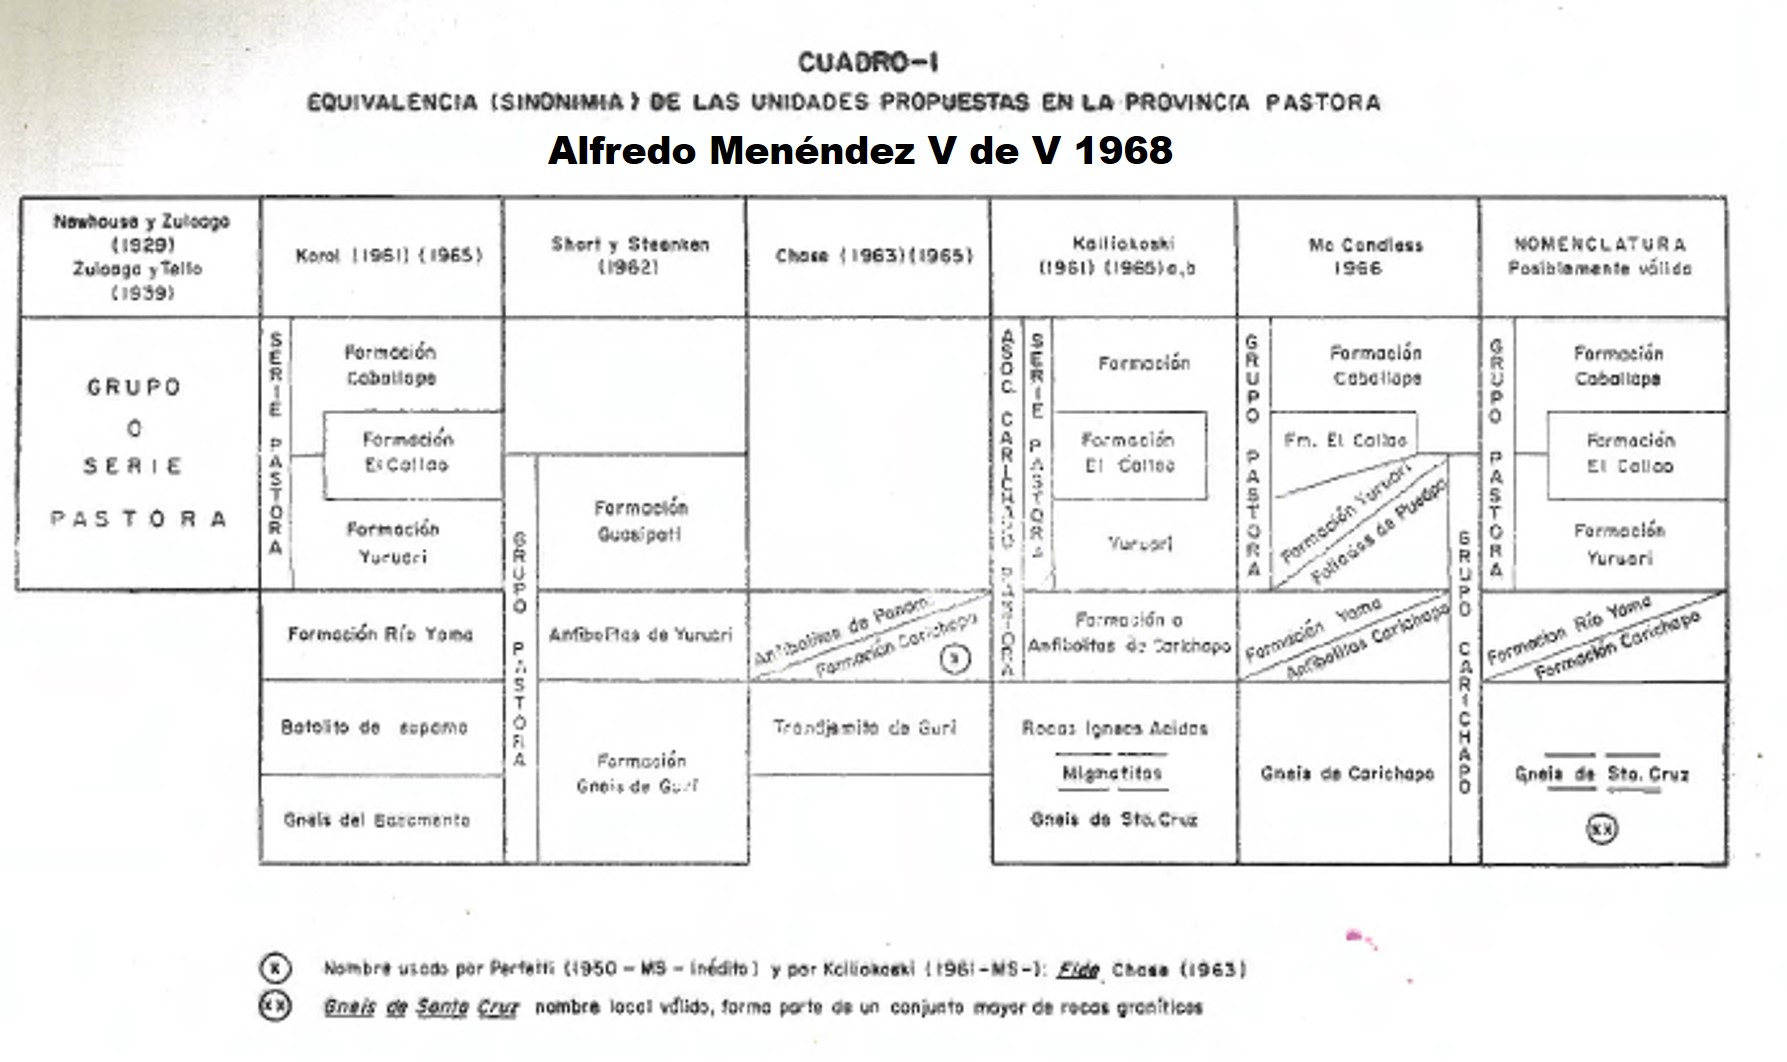 CUADRO-I
EQUIVALENCIA (SINONIMIA) DE LAS UNIDADES PROPUESTAS EN LA PROVINCIA PASTORA
Alfredo Menéndez V de V 1968
Newhouse y Zuloaga
(1929)
Zuloaga y Tello
(1939)
Korol (1961) (1965)
Short y Steenken
(1962)
Chase (1963)(1965)
Kalliokoski
(1961) (1965)a,b
Mc Candless
1966
NOMENCLATURA
Posiblemente válida
GRUPO
O
SERIE
PASTORA
SERIE PASTORA
Formación
Caballape
Formación
El Callao
Formación
Yuruari
Formación Río Yama
Batolito de
Gneis del Basamento
GRUPO PASTORA
Formación
Guasipati
Anfibolitas de Yuruari
Formación
Gneis de Guri
Anfibolitas de Panam.
Formación Carichapo
x
Trondjemita de Guri
ASOC. CARICHAPO PASTORA
SERIE PASTORA
Formación
Formación
El Callao
Yuruari
Formación o
Anfibolitas de Carichapo
Rocas Igneas Acidas
Migmatitas
Gneis de Sta. Cruz
GRUPO PASTORA
Formación
Caballape
Fm. El Callao
Formación Yuruari
Foliados de Puedpa
Formación Yama
Anfibolitas Carichapo
Gneis de Carichapo
GRUPO CARICHAPO
GRUPO PASTORA
Formación
Caballape
Formación
El Callao
Formación
Yuruari
Formacion Río Yama
Formación Carichapo
Gneis de Sta. Cruz
xx
x Nombre usado por Perfetti (1950 - MS - inédito) y por Kalliokoski (1961-MS-): Fide Chase (1963)
xx Gneis de Santa Cruz nombre local válido, forma parte de un conjunto mayor de rocas graníticas